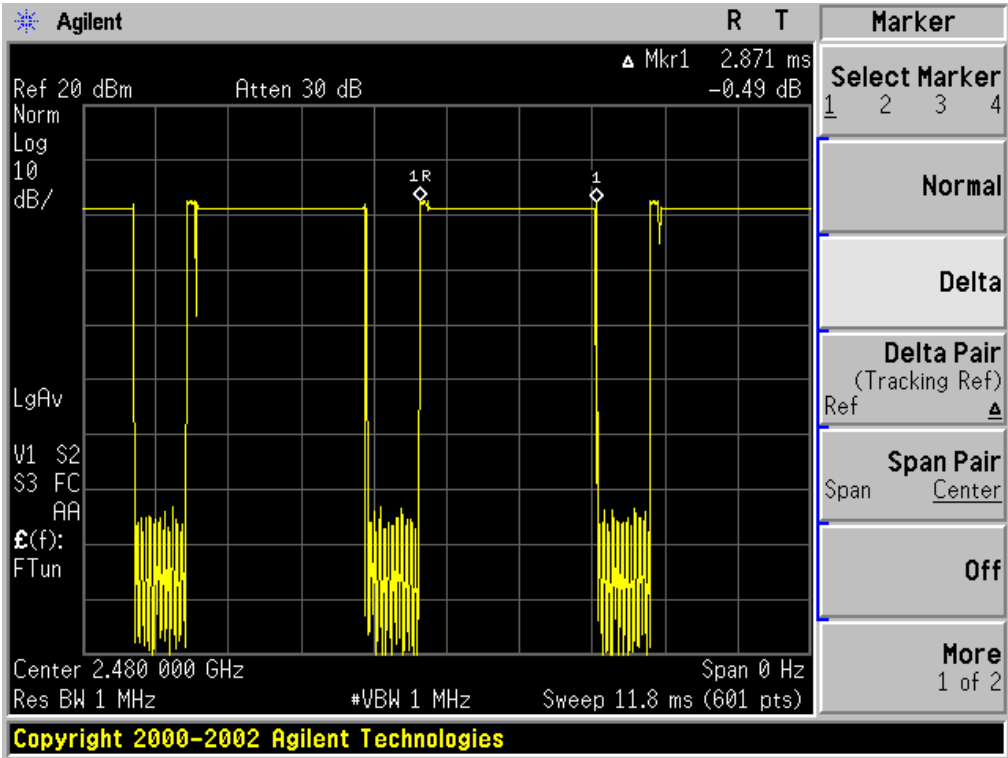 Agilent R T Marker
Δ Mkr1 2.871 ms
Ref 20 dBm Atten 30 dB -0.49 dB
Norm
Log
10
dB/
1R
1
LgAv
V1 S2
S3 FC
AA
£(f):
FTun
Center 2.480 000 GHz Span 0 Hz
Res BW 1 MHz #VBW 1 MHz Sweep 11.8 ms (601 pts)
Select Marker
1 2 3 4
Normal
Delta
Delta Pair
(Tracking Ref)
Ref Δ
Span Pair
Span Center
Off
More
1 of 2
Copyright 2000-2002 Agilent Technologies